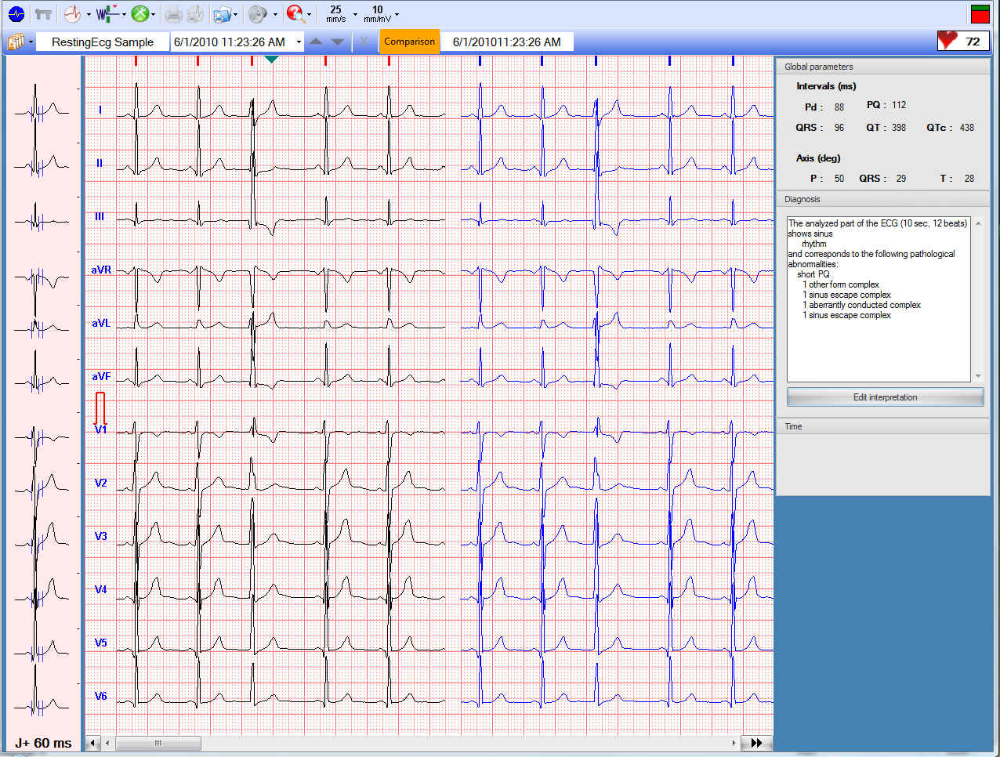 25 mm/s
10 mm/mV
RestingEcg Sample
6/1/2010 11:23:26 AM
Comparison
6/1/201011:23:26 AM
72
Global parameters
Intervals (ms)
Pd : 88 PQ : 112
QRS : 96 QT : 398 QTc : 438
Axis (deg)
P : 50 QRS : 29 T : 28
Diagnosis
The analyzed part of the ECG (10 sec, 12 beats)
shows sinus
rhythm
and corresponds to the following pathological
abnormalities:
short PQ
1 other form complex
1 sinus escape complex
1 aberrantly conducted complex
1 sinus escape complex
Edit interpretation
Time
I
II
III
aVR
aVL
aVF
V1
V2
V3
V4
V5
V6
J+ 60 ms